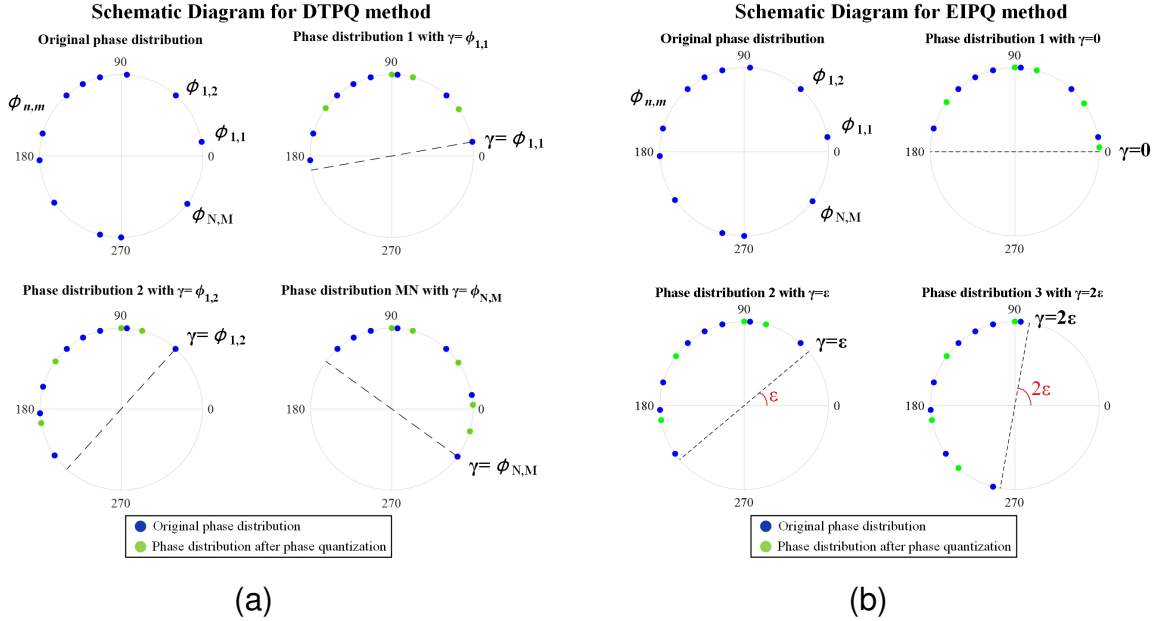 Schematic Diagram for DTPQ method
Original phase distribution
ϕn,m
ϕ1,2
ϕ1,1
180
0
ϕN,M
270
90
Phase distribution 1 with γ= ϕ1,1
90
γ= ϕ1,1
180
0
270
Phase distribution 2 with γ= ϕ1,2
90
γ= ϕ1,2
180
0
270
Phase distribution MN with γ= ϕN,M
90
180
0
γ= ϕN,M
270
Original phase distribution
Phase distribution after phase quantization
(a)
Schematic Diagram for EIPQ method
Original phase distribution
90
ϕ1,2
ϕn,m
ϕ1,1
180
0
ϕN,M
270
Phase distribution 1 with γ=0
90
180
0
γ=0
270
Phase distribution 2 with γ=ε
90
γ=ε
ε
180
0
270
Phase distribution 3 with γ=2ε
90
γ=2ε
2ε
180
0
270
Original phase distribution
Phase distribution after phase quantization
(b)